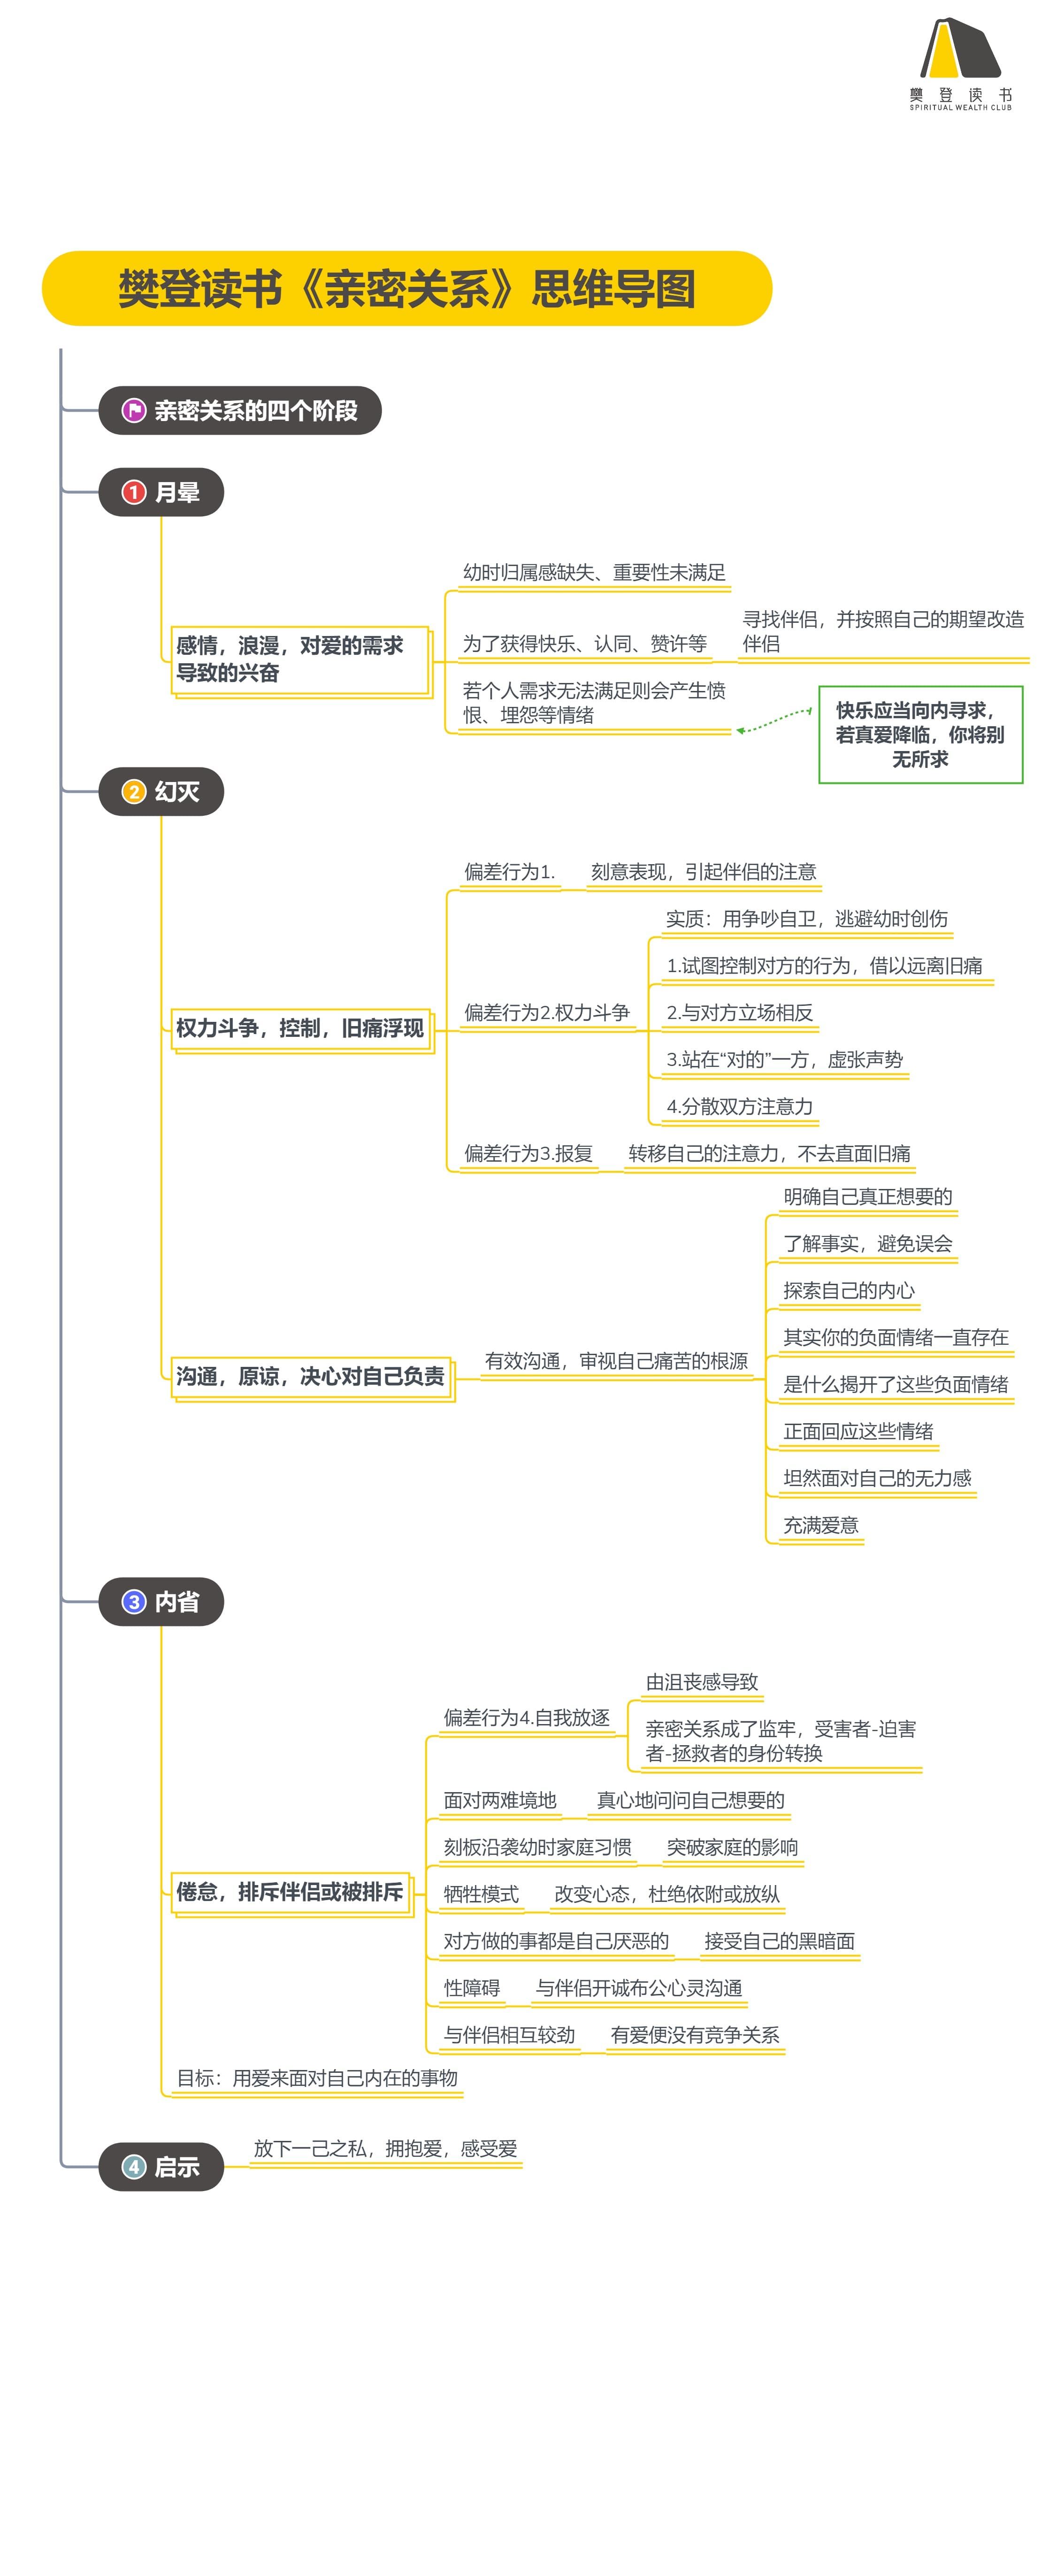 樊登读书
SPIRITUAL WEALTH CLUB
樊登读书《亲密关系》思维导图
亲密关系的四个阶段
1 月晕
感情，浪漫，对爱的需求
导致的兴奋
幼时归属感缺失、重要性未满足
为了获得快乐、认同、赞许等
寻找伴侣，并按照自己的期望改造
伴侣
若个人需求无法满足则会产生愤
恨、埋怨等情绪
快乐应当向内寻求，
若真爱降临，你将别
无所求
2 幻灭
权力斗争，控制，旧痛浮现
偏差行为1.
刻意表现，引起伴侣的注意
偏差行为2.权力斗争
实质：用争吵自卫，逃避幼时创伤
1.试图控制对方的行为，借以远离旧痛
2.与对方立场相反
3.站在“对的”一方，虚张声势
4.分散双方注意力
偏差行为3.报复
转移自己的注意力，不去直面旧痛
沟通，原谅，决心对自己负责
有效沟通，审视自己痛苦的根源
明确自己真正想要的
了解事实，避免误会
探索自己的内心
其实你的负面情绪一直存在
是什么揭开了这些负面情绪
正面回应这些情绪
坦然面对自己的无力感
充满爱意
3 内省
倦怠，排斥伴侣或被排斥
偏差行为4.自我放逐
由沮丧感导致
亲密关系成了监牢，受害者-迫害
者-拯救者的身份转换
面对两难境地
真心地问问自己想要的
刻板沿袭幼时家庭习惯
突破家庭的影响
牺牲模式
改变心态，杜绝依附或放纵
对方做的事都是自己厌恶的
接受自己的黑暗面
性障碍
与伴侣开诚布公心灵沟通
与伴侣相互较劲
有爱便没有竞争关系
目标：用爱来面对自己内在的事物
4 启示
放下一己之私，拥抱爱，感受爱